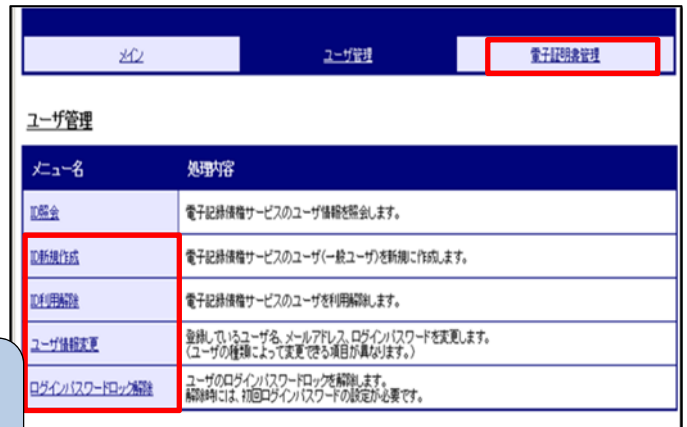 メイン ユーザ管理 電子証明書管理
ユーザ管理
メニュー名 処理内容
ID照会 電子記録債権サービスのユーザ情報を照会します。
ID新規作成 電子記録債権サービスのユーザ(一般ユーザ)を新規に作成します。
ID利用解除 電子記録債権サービスのユーザを利用解除します。
ユーザ情報変更 登録しているユーザ名、メールアドレス、ログインパスワードを変更します。
(ユーザの種類によって変更できる項目が異なります。)
ログインパスワードロック解除 ユーザのログインパスワードロックを解除します。
解除時には、初回ログインパスワードの設定が必要です。